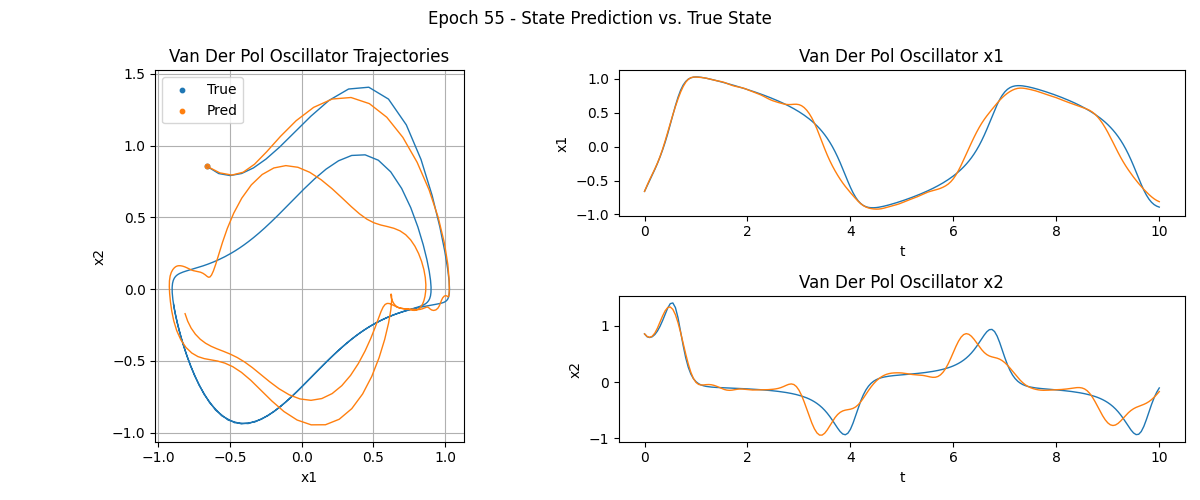 Epoch 55 - State Prediction vs. True State
Van Der Pol Oscillator Trajectories
True
Pred
1.5
1.0
0.5
0.0
−0.5
−1.0
x2
−1.0
−0.5
0.0
0.5
1.0
x1
Van Der Pol Oscillator x1
1.0
0.5
0.0
−0.5
−1.0
x1
0
2
4
6
8
10
t
Van Der Pol Oscillator x2
1
0
−1
x2
0
2
4
6
8
10
t